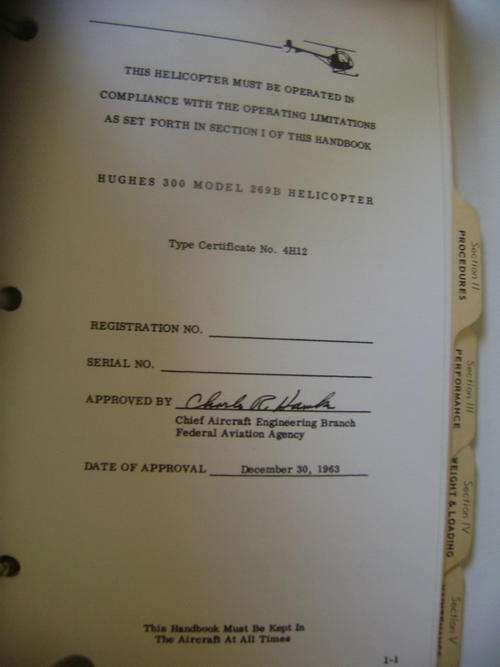 THIS HELICOPTER MUST BE OPERATED IN
COMPLIANCE WITH THE OPERATING LIMITATIONS
AS SET FORTH IN SECTION I OF THIS HANDBOOK
HUGHES 300 MODEL 269B HELICOPTER
Type Certificate No. 4H12
REGISTRATION NO.
SERIAL NO.
APPROVED BY Charles R. Hawk
Chief Aircraft Engineering Branch
Federal Aviation Agency
DATE OF APPROVAL December 30, 1963
This Handbook Must Be Kept In
The Aircraft At All Times
1-1
Section II
PROCEDURES
Section III
PERFORMANCE
Section IV
WEIGHT & LOADING
Section V